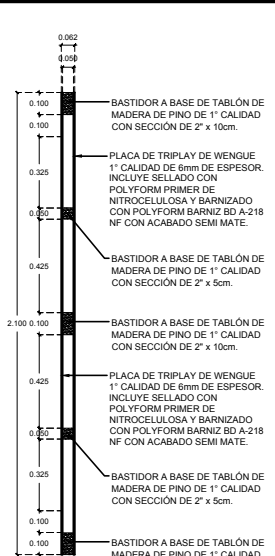 0.062
0.050
0.100
0.100
0.325
0.050
0.425
2.100
0.100
0.425
0.050
0.325
0.100
0.100
BASTIDOR A BASE DE TABLÓN DE
MADERA DE PINO DE 1° CALIDAD
CON SECCIÓN DE 2" x 10cm.
PLACA DE TRIPLAY DE WENGUE
1° CALIDAD DE 6mm DE ESPESOR.
INCLUYE SELLADO CON
POLYFORM PRIMER DE
NITROCELULOSA Y BARNIZADO
CON POLYFORM BARNIZ BD A-218
NF CON ACABADO SEMI MATE.
BASTIDOR A BASE DE TABLÓN DE
MADERA DE PINO DE 1° CALIDAD
CON SECCIÓN DE 2" x 5cm.
BASTIDOR A BASE DE TABLÓN DE
MADERA DE PINO DE 1° CALIDAD
CON SECCIÓN DE 2" x 10cm.
PLACA DE TRIPLAY DE WENGUE
1° CALIDAD DE 6mm DE ESPESOR.
INCLUYE SELLADO CON
POLYFORM PRIMER DE
NITROCELULOSA Y BARNIZADO
CON POLYFORM BARNIZ BD A-218
NF CON ACABADO SEMI MATE.
BASTIDOR A BASE DE TABLÓN DE
MADERA DE PINO DE 1° CALIDAD
CON SECCIÓN DE 2" x 5cm.
BASTIDOR A BASE DE TABLÓN DE
MADERA DE PINO DE 1° CALIDAD